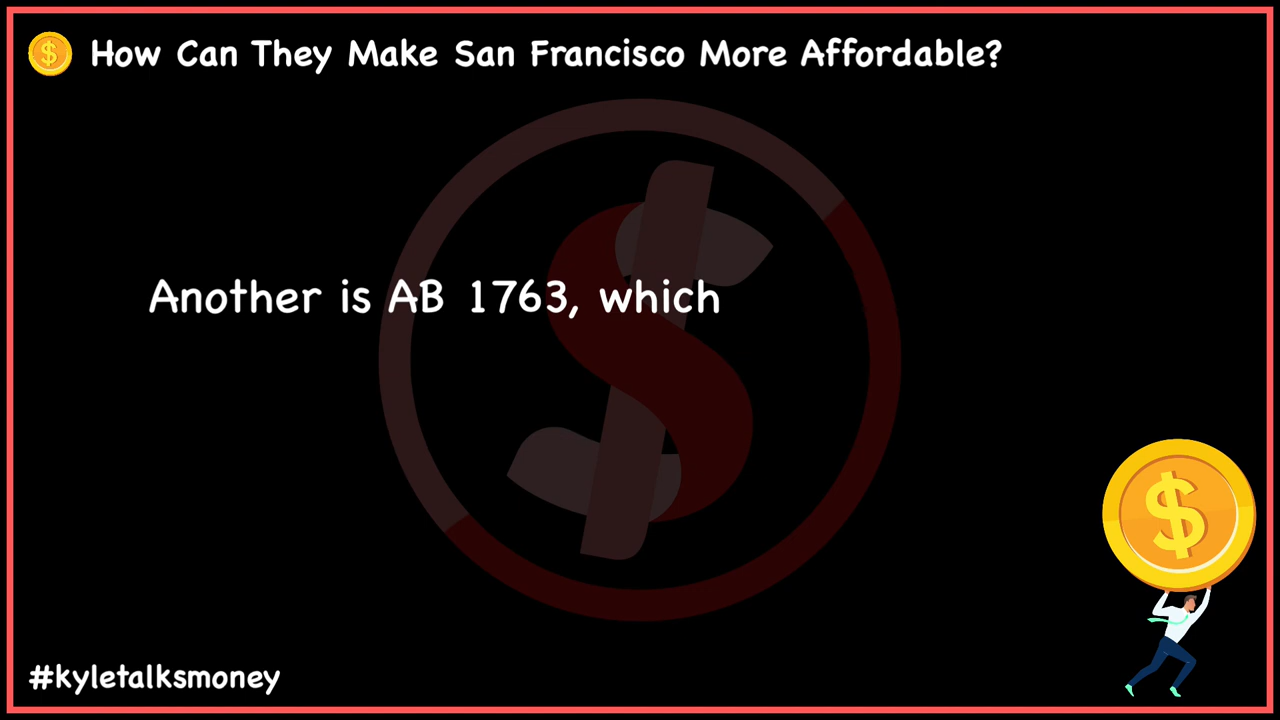 How Can They Make San Francisco More Affordable?
Another is AB 1763, which
#kyletalksmoney